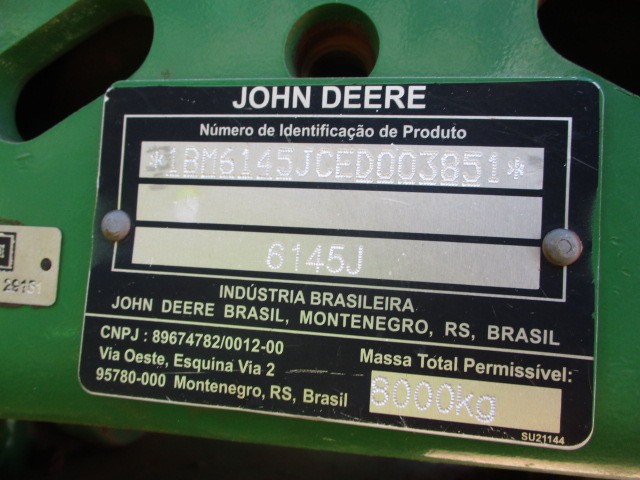 JOHN DEERE
Número de Identificação de Produto
*1BM6145JCED003851*
6145J
INDÚSTRIA BRASILEIRA
JOHN DEERE BRASIL, MONTENEGRO, RS, BRASIL
CNPJ : 89674782/0012-00
Via Oeste, Esquina Via 2
95780-000 Montenegro, RS, Brasil
Massa Total Permissível:
8000kg
SU21144